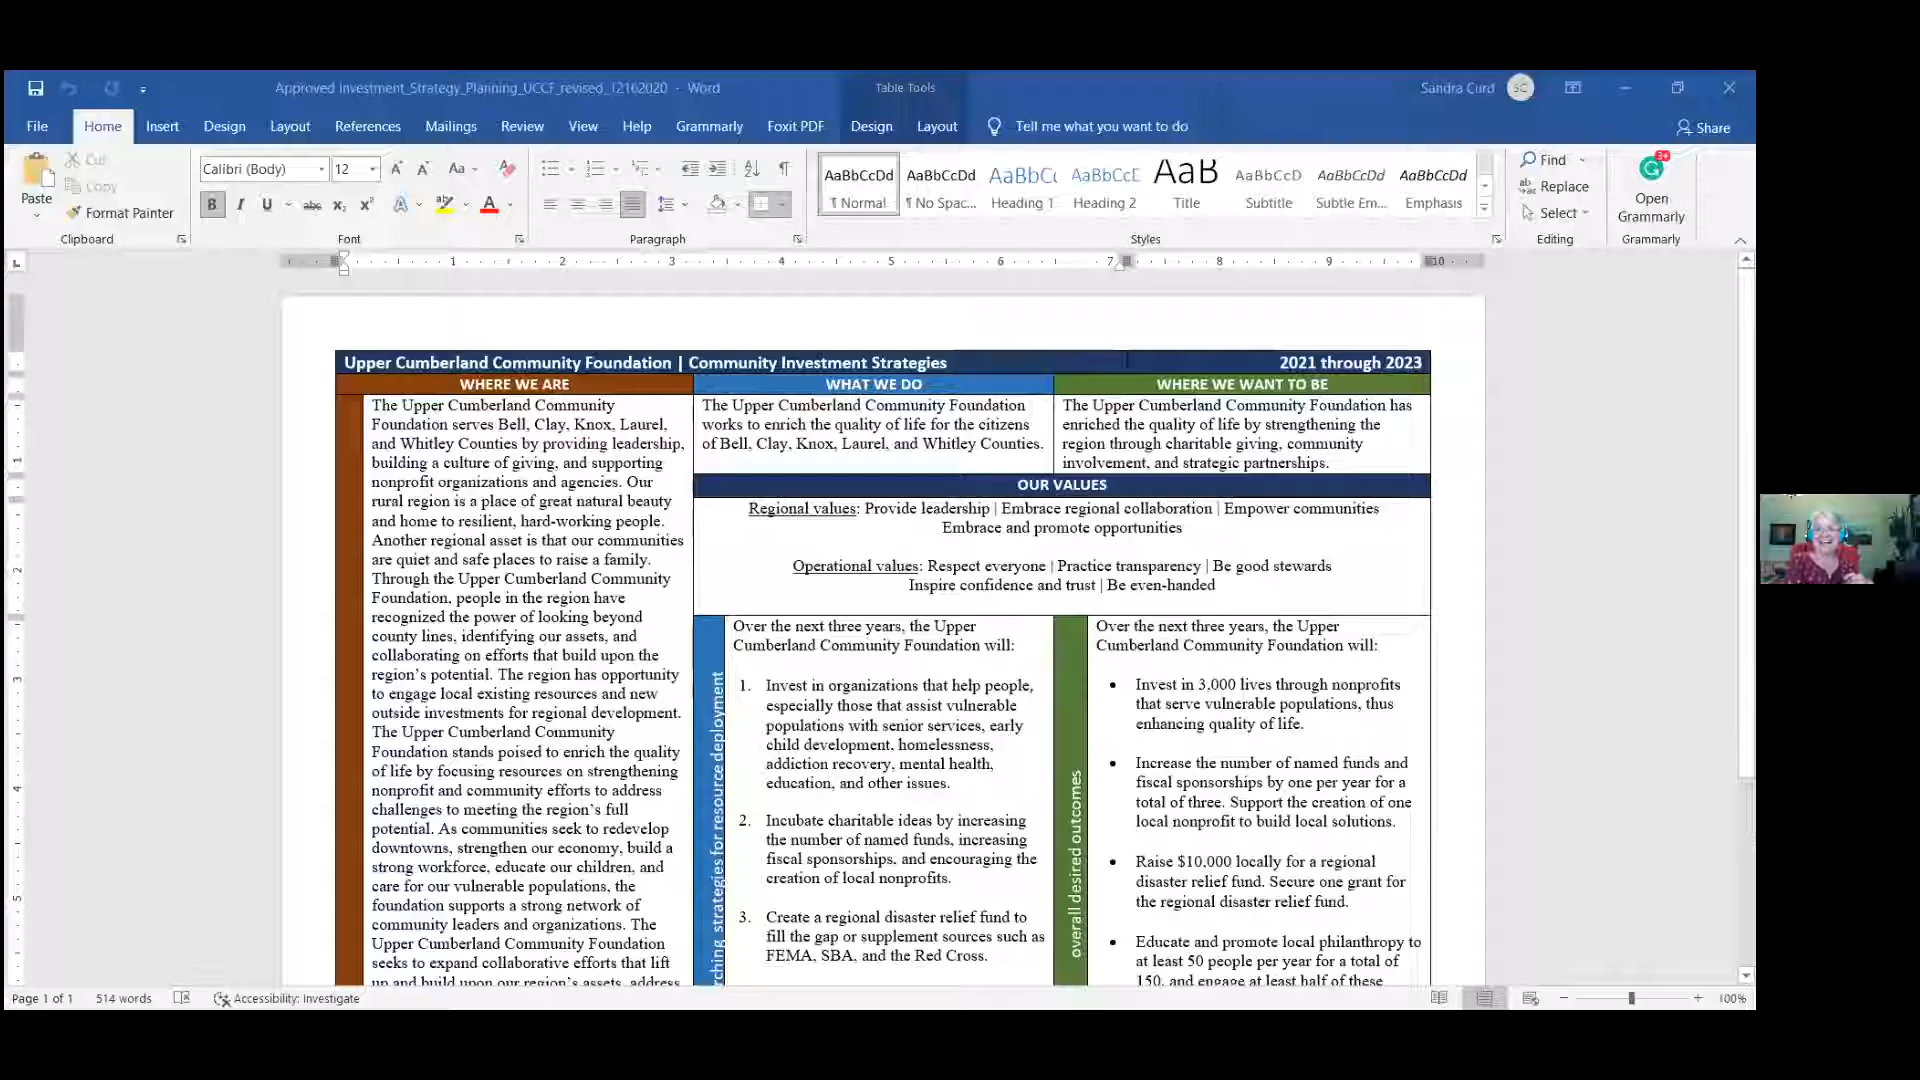 Approved Investment_Strategy_Planning_UCCF_revised_12162020 - Word
Table Tools
Sandra Curd
SC
File
Home
Insert
Design
Layout
References
Mailings
Review
View
Help
Grammarly
Foxit PDF
Design
Layout
Tell me what you want to do
Share
Paste
Cut
Copy
Format Painter
Clipboard
Calibri (Body)
12
Font
Paragraph
AaBbCcDd
¶ Normal
AaBbCcDd
¶ No Spac...
AaBbCc
Heading 1
AaBbCcE
Heading 2
AaB
Title
AaBbCcD
Subtitle
AaBbCcDd
Subtle Em...
AaBbCcDd
Emphasis
Styles
Find
Replace
Select
Editing
Open
Grammarly
Grammarly
1 2 3 4 5 6 7 8 9 10
Upper Cumberland Community Foundation | Community Investment Strategies
2021 through 2023
WHERE WE ARE
The Upper Cumberland Community
Foundation serves Bell, Clay, Knox, Laurel,
and Whitley Counties by providing leadership,
building a culture of giving, and supporting
nonprofit organizations and agencies. Our
rural region is a place of great natural beauty
and home to resilient, hard-working people.
Another regional asset is that our communities
are quiet and safe places to raise a family.
Through the Upper Cumberland Community
Foundation, people in the region have
recognized the power of looking beyond
county lines, identifying our assets, and
collaborating on efforts that build upon the
region's potential. The region has opportunity
to engage local existing resources and new
outside investments for regional development.
The Upper Cumberland Community
Foundation stands poised to enrich the quality
of life by focusing resources on strengthening
nonprofit and community efforts to address
challenges to meeting the region's full
potential. As communities seek to redevelop
downtowns, strengthen our economy, build a
strong workforce, educate our children, and
care for our vulnerable populations, the
foundation supports a strong network of
community leaders and organizations. The
Upper Cumberland Community Foundation
seeks to expand collaborative efforts that lift
up and build upon our region's assets, address
WHAT WE DO
The Upper Cumberland Community Foundation
works to enrich the quality of life for the citizens
of Bell, Clay, Knox, Laurel, and Whitley Counties.
WHERE WE WANT TO BE
The Upper Cumberland Community Foundation has
enriched the quality of life by strengthening the
region through charitable giving, community
involvement, and strategic partnerships.
OUR VALUES
Regional values: Provide leadership | Embrace regional collaboration | Empower communities
Embrace and promote opportunities
Operational values: Respect everyone | Practice transparency | Be good stewards
Inspire confidence and trust | Be even-handed
strategies for resource deployment
Over the next three years, the Upper
Cumberland Community Foundation will:
1. Invest in organizations that help people,
especially those that assist vulnerable
populations with senior services, early
child development, homelessness,
addiction recovery, mental health,
education, and other issues.
2. Incubate charitable ideas by increasing
the number of named funds, increasing
fiscal sponsorships, and encouraging the
creation of local nonprofits.
3. Create a regional disaster relief fund to
fill the gap or supplement sources such as
FEMA, SBA, and the Red Cross.
overall desired outcomes
Over the next three years, the Upper
Cumberland Community Foundation will:
• Invest in 3,000 lives through nonprofits
that serve vulnerable populations, thus
enhancing quality of life.
• Increase the number of named funds and
fiscal sponsorships by one per year for a
total of three. Support the creation of one
local nonprofit to build local solutions.
• Raise $10,000 locally for a regional
disaster relief fund. Secure one grant for
the regional disaster relief fund.
• Educate and promote local philanthropy to
at least 50 people per year for a total of
150, and engage at least half of these
Page 1 of 1
514 words
Accessibility: Investigate
100%